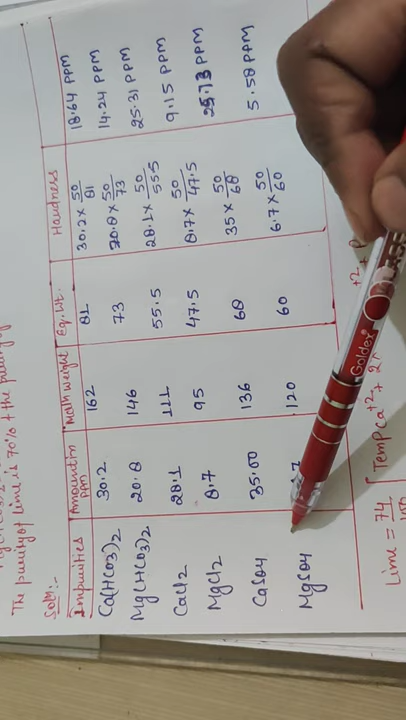 The purity of lime is 70% & the purity of
Soln:-
Impurities Amount in PPM Moth weight Eq. wt. Hardness
Ca(HCO3)2 30.2 162 81 30.2 × 50/81 18.64 PPM
Mg(HCO3)2 20.8 146 73 20.8 × 50/73 14.24 PPM
CaCl2 28.1 111 55.5 28.1 × 50/55.5 25.31 PPM
MgCl2 8.7 95 47.5 8.7 × 50/47.5 9.15 PPM
CaSO4 35.00 136 68 35 × 50/68 25.73 PPM
MgSO4 120 60 6.7 × 50/60 5.58 PPM
Lime = 74/100 [Temp Ca+2 + 2
Goldex